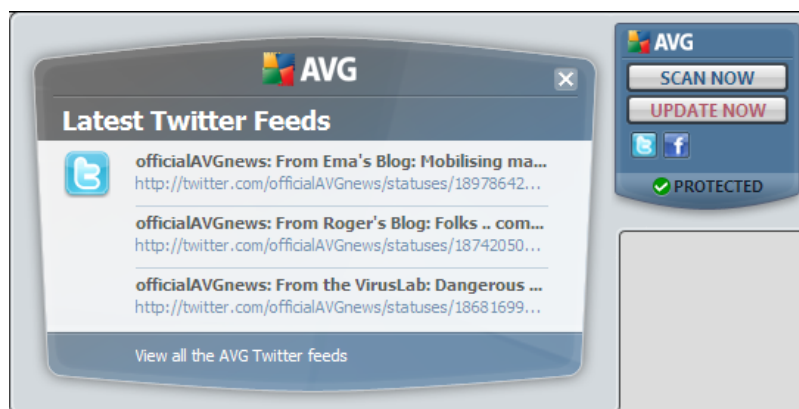 AVG
Latest Twitter Feeds
officialAVGnews: From Ema's Blog: Mobilising ma...
http://twitter.com/officialAVGnews/statuses/18978642...
officialAVGnews: From Roger's Blog: Folks .. com...
http://twitter.com/officialAVGnews/statuses/18742050...
officialAVGnews: From the VirusLab: Dangerous ...
http://twitter.com/officialAVGnews/statuses/18681699...
View all the AVG Twitter feeds
AVG
SCAN NOW
UPDATE NOW
PROTECTED